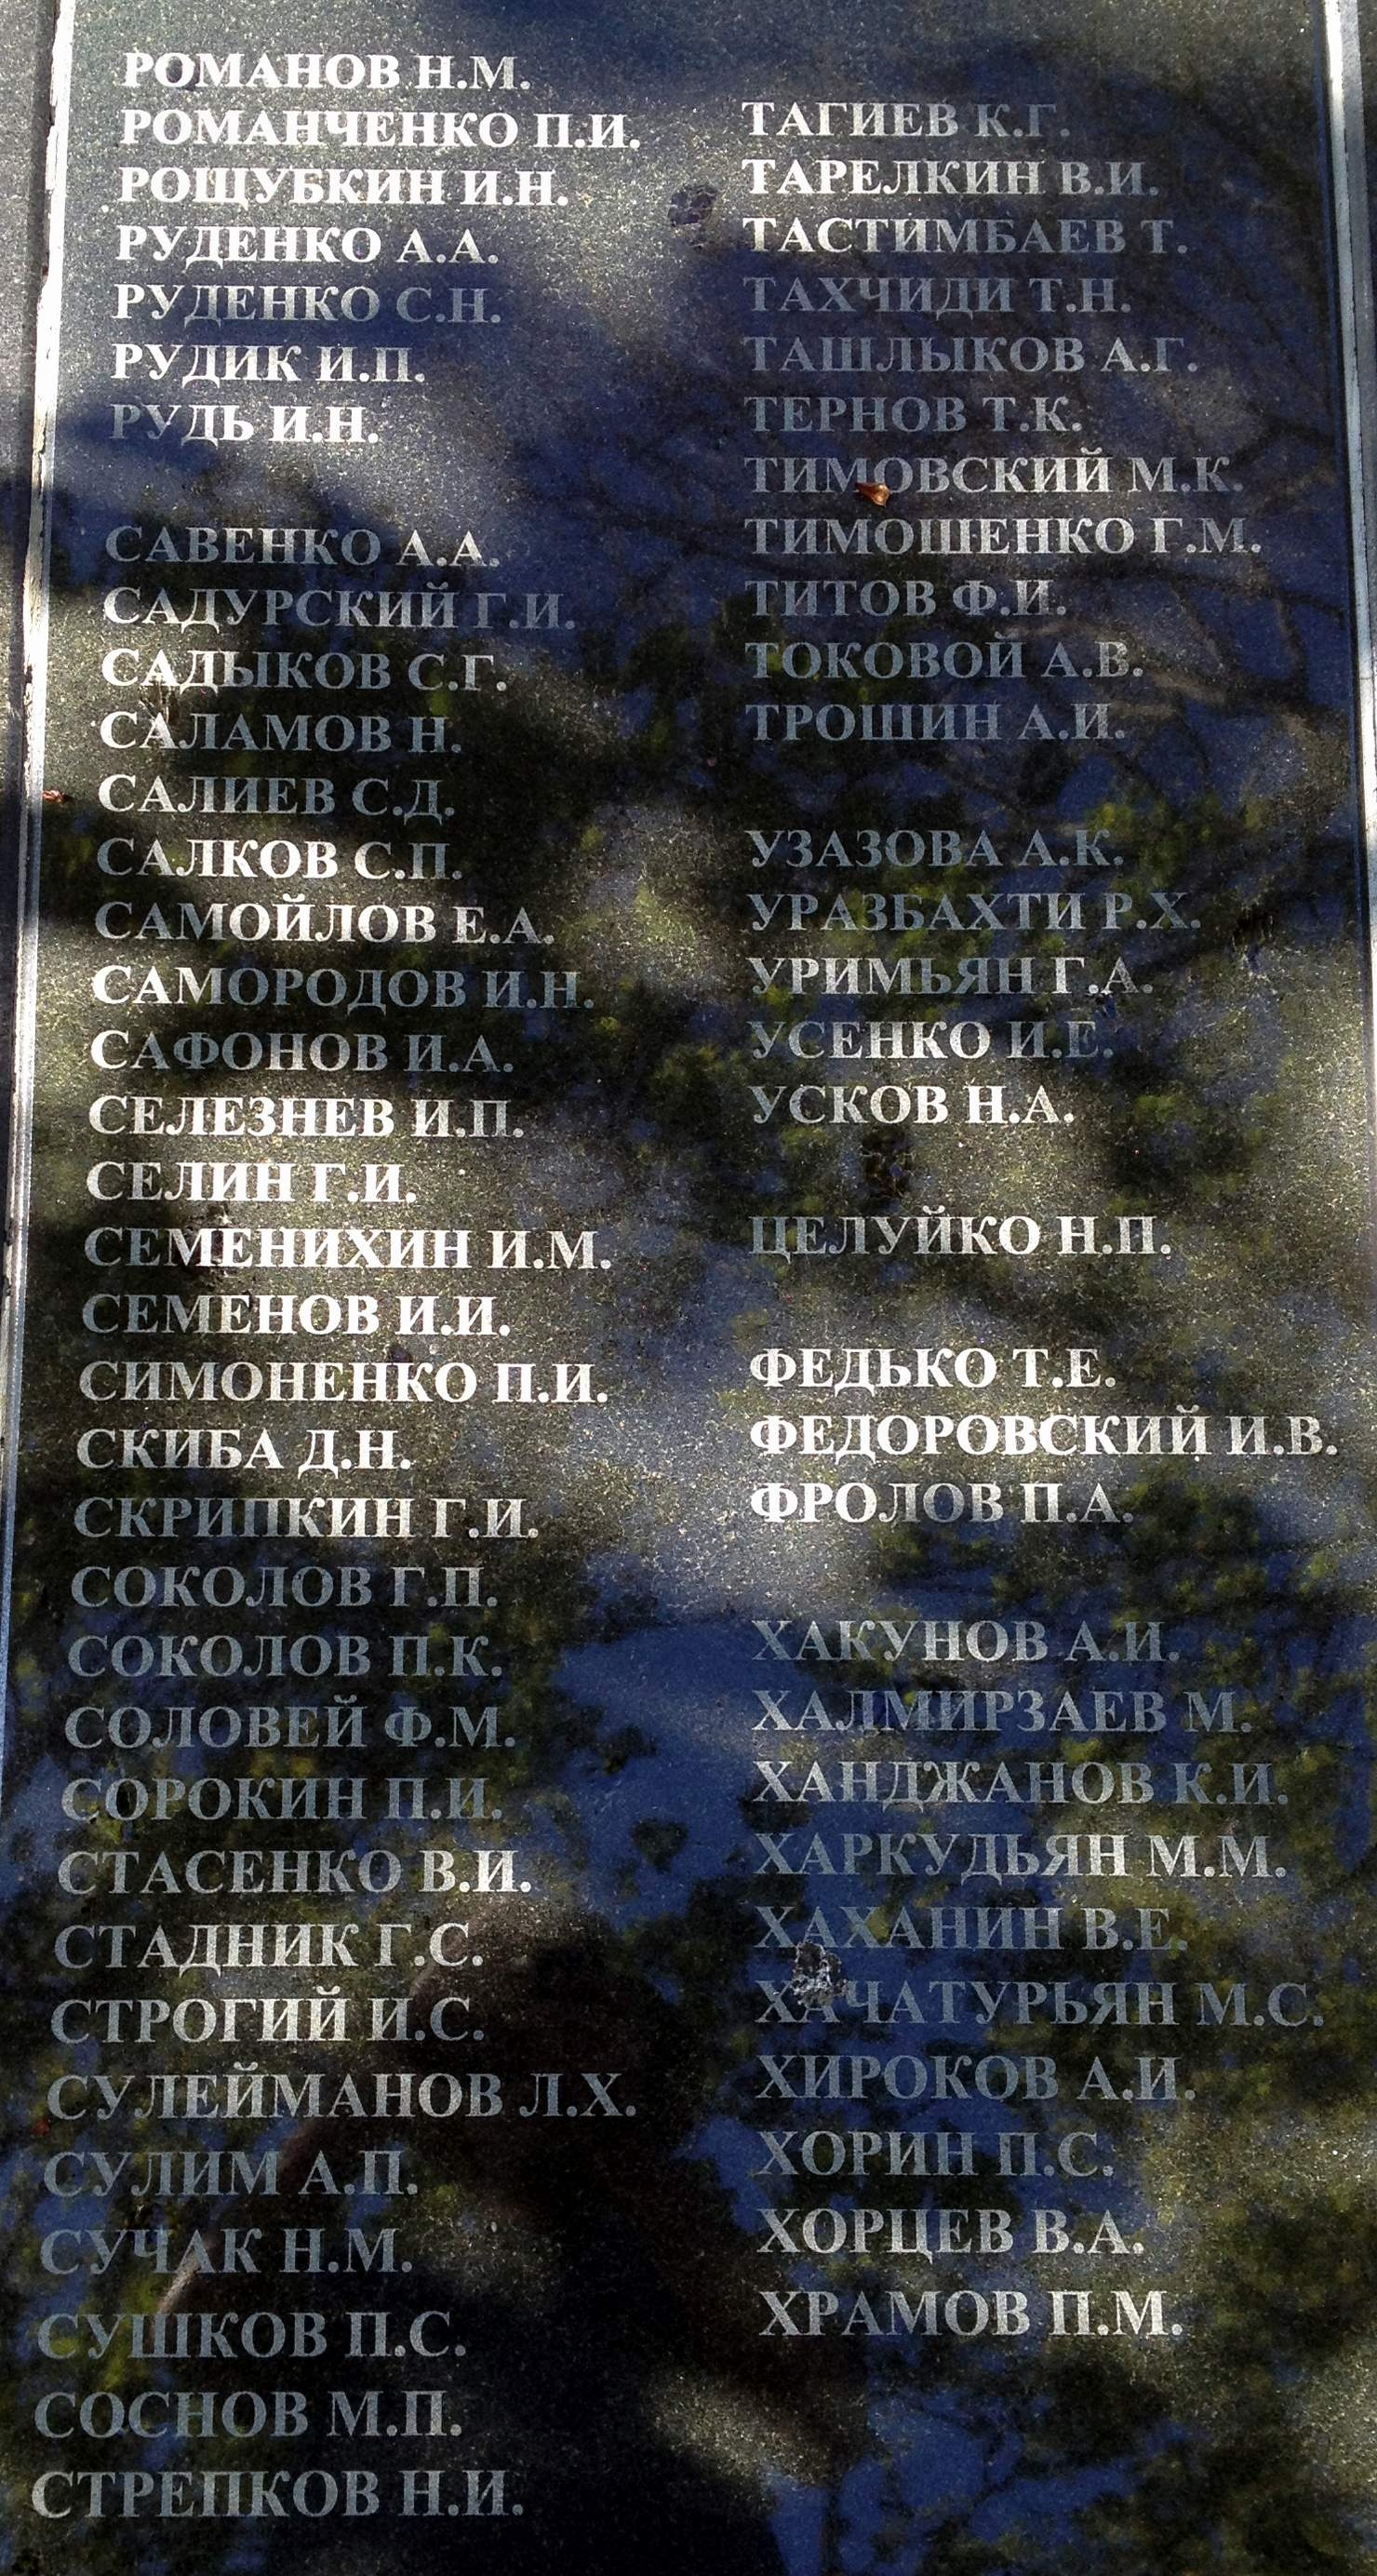 РОМАНОВ Н.М.
РОМАНЧЕНКО П.И.
РОЩУБКИН И.Н.
РУДЕНКО А.А.
РУДЕНКО С.Н.
РУДИК И.П.
РУДЬ И.Н.
САВЕНКО А.А.
САДУРСКИЙ Г.И.
САДЫКОВ С.Г.
САЛАМОВ Н.
САЛИЕВ С.Д.
САЛКОВ С.П.
САМОЙЛОВ Е.А.
САМОРОДОВ И.Н.
САФОНОВ И.А.
СЕЛЕЗНЕВ И.П.
СЕЛИН Г.И.
СЕМЕНИХИН И.М.
СЕМЕНОВ И.И.
СИМОНЕНКО П.И.
СКИБА Д.Н.
СКРИПКИН Г.И.
СОКОЛОВ Г.П.
СОКОЛОВ П.К.
СОЛОВЕЙ Ф.М.
СОРОКИН П.И.
СТАСЕНКО В.И.
СТАДНИК Г.С.
СТРОГИЙ И.С.
СУЛЕЙМАНОВ Л.Х.
СУЛИМ А.П.
СУЧАК Н.М.
СУШКОВ П.С.
СОСНОВ М.П.
СТРЕПКОВ Н.И.
ТАГИЕВ К.Г.
ТАРЕЛКИН В.И.
ТАСТИМБАЕВ Т.
ТАХЧИДИ Т.Н.
ТАШЛЫКОВ А.Г.
ТЕРНОВ Т.К.
ТИМОВСКИЙ М.К.
ТИМОШЕНКО Г.М.
ТИТОВ Ф.И.
ТОКОВОЙ А.В.
ТРОШИН А.И.
УЗАЗОВА А.К.
УРАЗБАХТИ Р.Х.
УРИМЬЯН Г.А.
УСЕНКО И.Е.
УСКОВ Н.А.
ЦЕЛУЙКО Н.П.
ФЕДЬКО Т.Е.
ФЕДОРОВСКИЙ И.В.
ФРОЛОВ П.А.
ХАКУНОВ А.И.
ХАЛМИРЗАЕВ М.
ХАНДЖАНОВ К.И.
ХАРКУДЬЯН М.М.
ХАХАНИН В.Е.
ХАЧАТУРЬЯН М.С.
ХИРОКОВ А.И.
ХОРИН П.С.
ХОРЦЕВ В.А.
ХРАМОВ П.М.